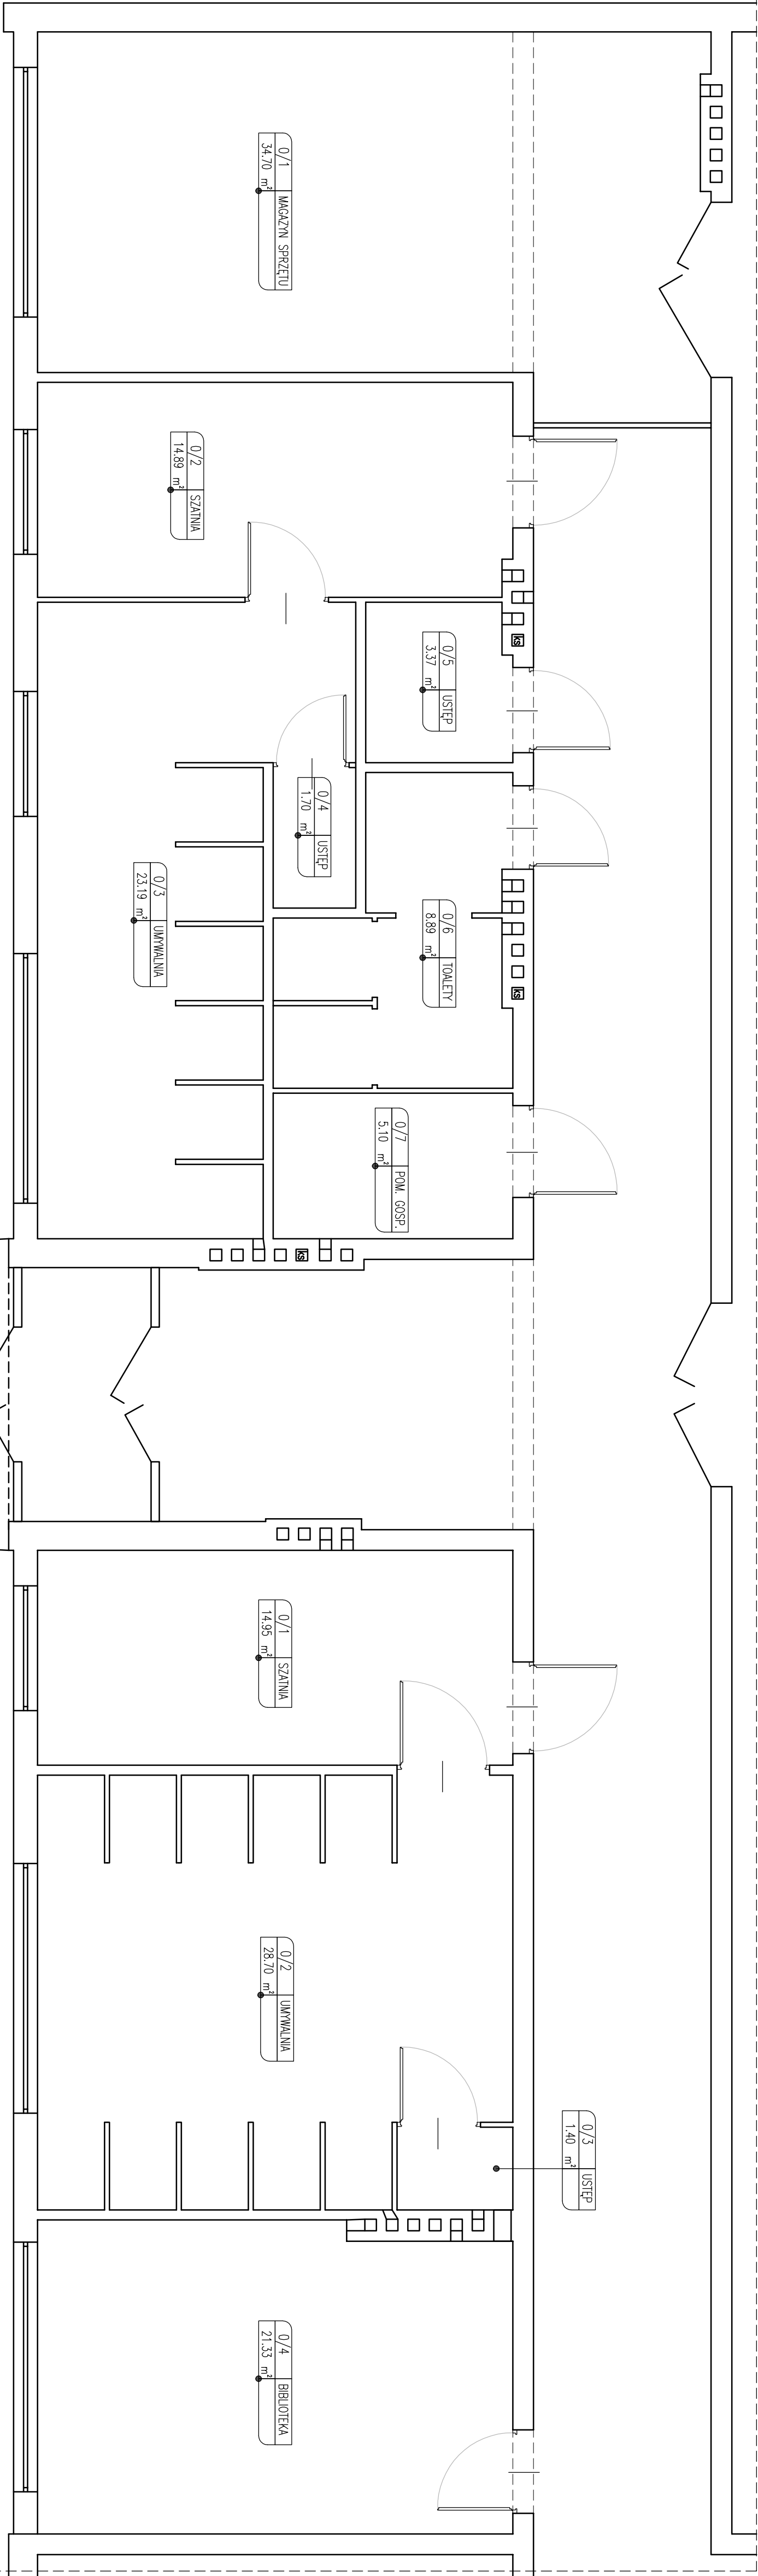 0/1 MAGAZYN SPRZĘTU
34.70 m²
0/2 SZATNIA
14.89 m²
ks
0/5 USTĘP
3.37 m²
0/4 USTĘP
1.70 m²
0/3 UMYWALNIA
23.19 m²
0/6 TOALETY
8.89 m²
ks
0/7 POM. GOSP.
5.10 m²
ks
0/1 SZATNIA
14.95 m²
0/2 UMYWALNIA
28.70 m²
0/3 USTĘP
1.40 m²
0/4 BIBLIOTEKA
21.33 m²